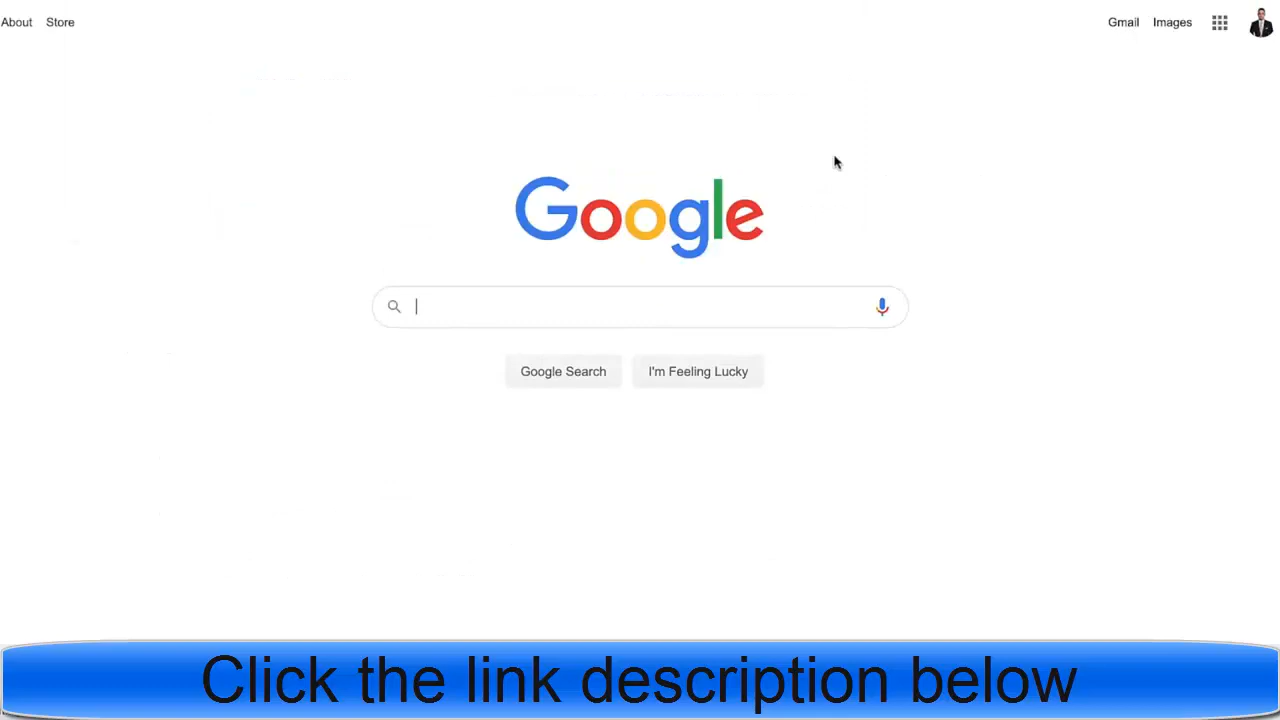 About Store
Gmail Images
Google
Google Search I'm Feeling Lucky
Click the link description below